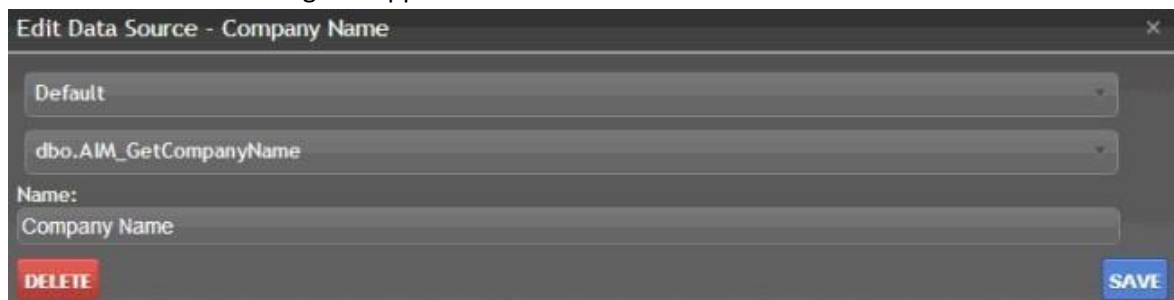 Edit Data Source - Company Name ×
Default
dbo.AIM_GetCompanyName
Name:
Company Name
DELETE SAVE